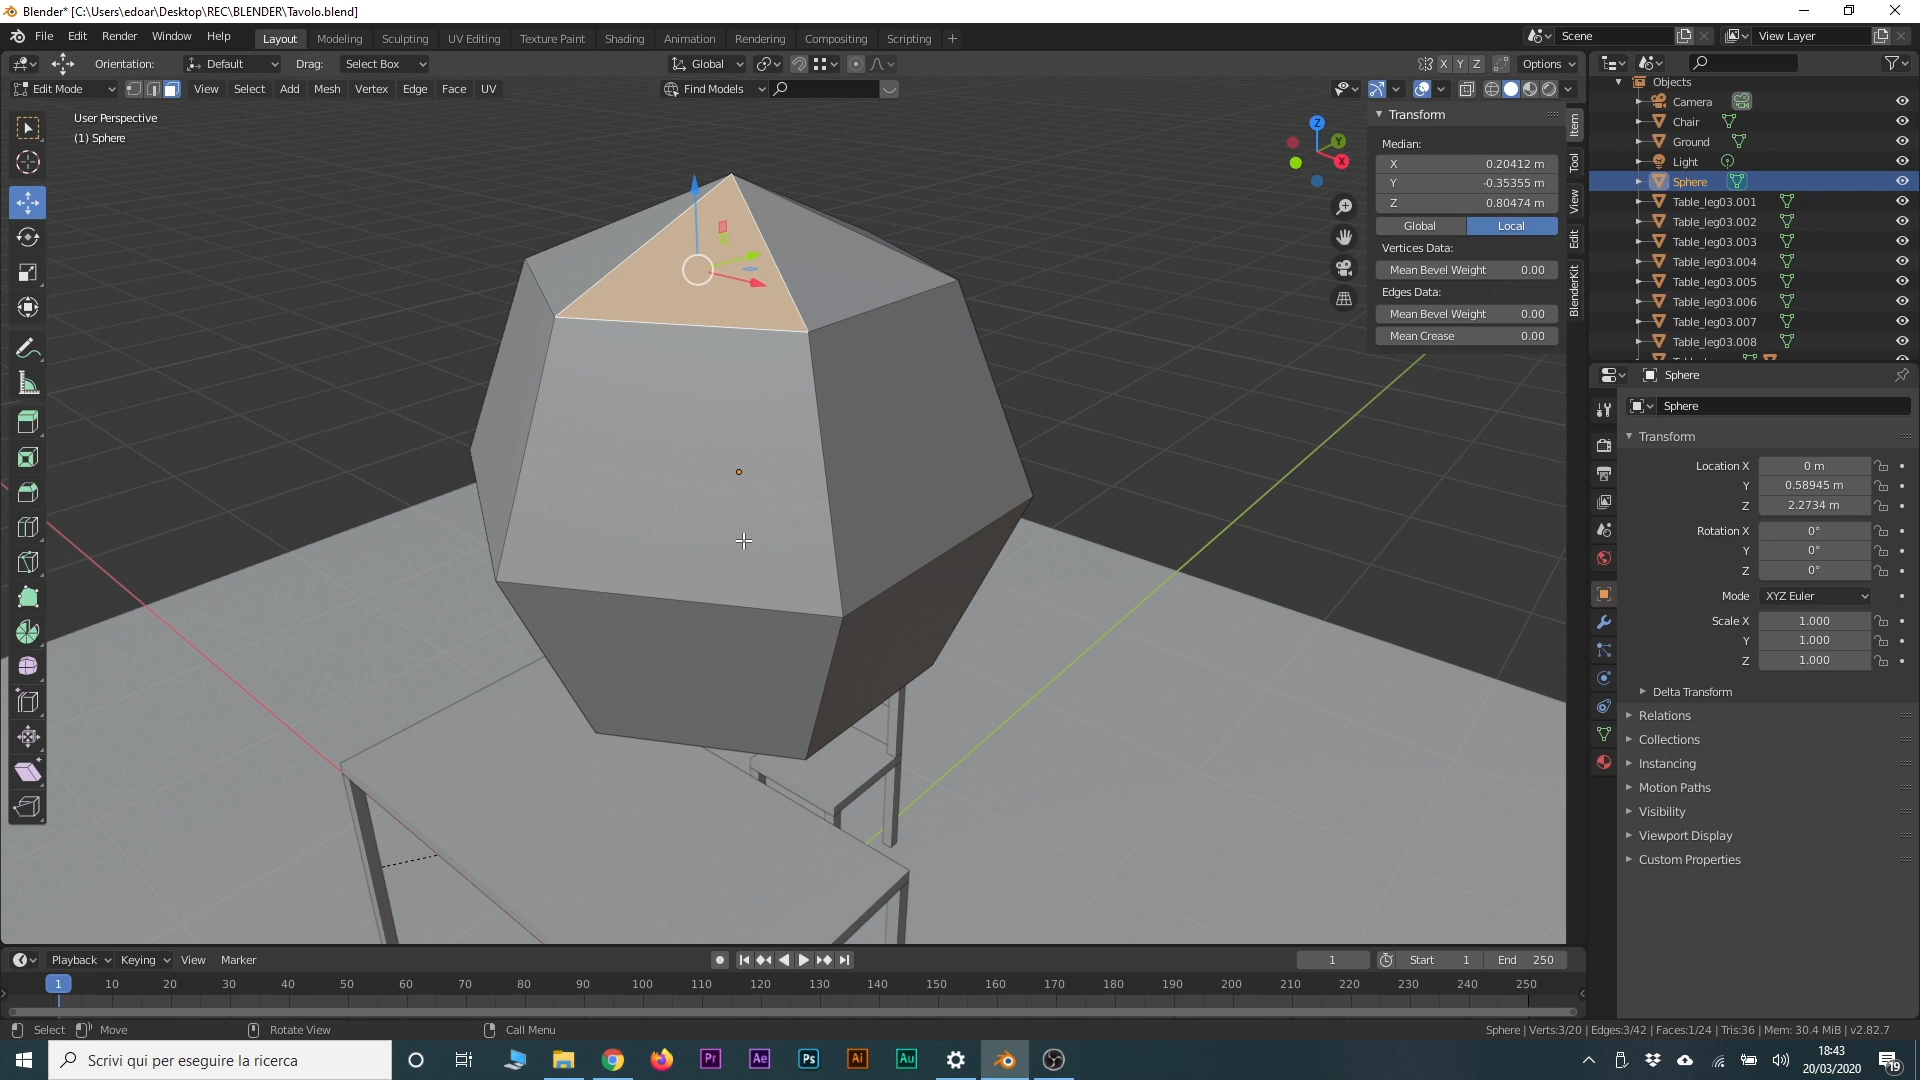 Blender* [C:\Users\edoar\Desktop\REC\BLENDER\Tavolo.blend]
File Edit Render Window Help Layout Modeling Sculpting UV Editing Texture Paint Shading Animation Rendering Compositing Scripting + Scene View Layer
Orientation: Default Drag: Select Box Global X Y Z Options
Edit Mode View Select Add Mesh Vertex Edge Face UV Find Models
User Perspective
(1) Sphere
Z
Y
X
Transform
Median:
X 0.20412 m
Y -0.35355 m
Z 0.80474 m
Global Local
Vertices Data:
Mean Bevel Weight 0.00
Edges Data:
Mean Bevel Weight 0.00
Mean Crease 0.00
Item
Tool
View
Edit
BlenderKit
Objects
Camera
Chair
Ground
Light
Sphere
Table_leg03.001
Table_leg03.002
Table_leg03.003
Table_leg03.004
Table_leg03.005
Table_leg03.006
Table_leg03.007
Table_leg03.008
Sphere
Sphere
Transform
Location X 0 m
Y 0.58945 m
Z 2.2734 m
Rotation X 0°
Y 0°
Z 0°
Mode XYZ Euler
Scale X 1.000
Y 1.000
Z 1.000
Delta Transform
Relations
Collections
Instancing
Motion Paths
Visibility
Viewport Display
Custom Properties
Playback Keying View Marker 1 Start 1 End 250
1 10 20 30 40 50 60 70 80 90 100 110 120 130 140 150 160 170 180 190 200 210 220 230 240 250
Select Move Rotate View Call Menu Sphere | Verts:3/20 | Edges:3/42 | Faces:1/24 | Tris:36 | Mem: 30.4 MiB | v2.82.7
Scrivi qui per eseguire la ricerca Pr Ae Ps Ai Au
18:43
20/03/2020
19